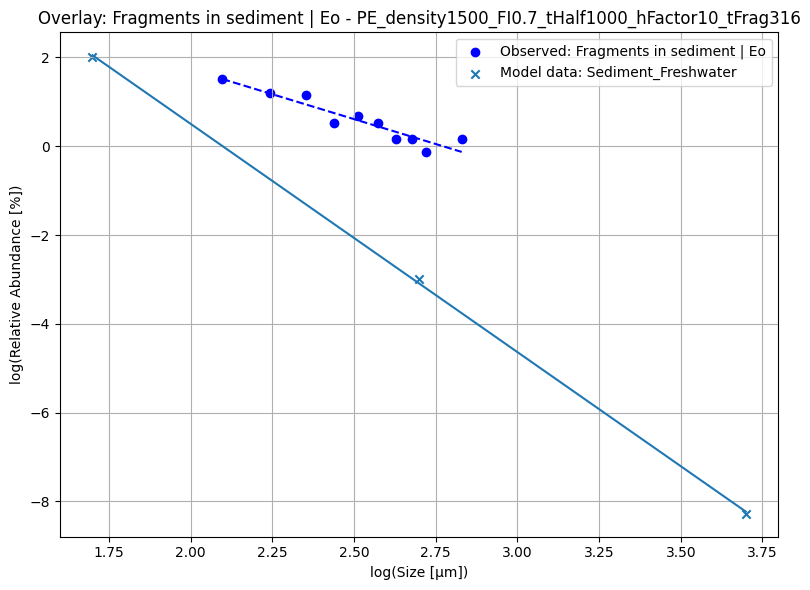 Overlay: Fragments in sediment | Eo - PE_density1500_FI0.7_tHalf1000_hFactor10_tFrag316
Observed: Fragments in sediment | Eo
Model data: Sediment_Freshwater
log(Relative Abundance [%])
2
0
−2
−4
−6
−8
1.75 2.00 2.25 2.50 2.75 3.00 3.25 3.50 3.75
log(Size [µm])